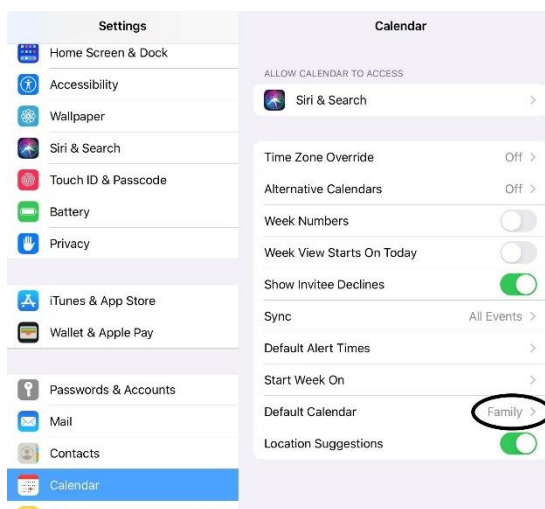 Settings
Home Screen & Dock
Accessibility
Wallpaper
Siri & Search
Touch ID & Passcode
Battery
Privacy
iTunes & App Store
Wallet & Apple Pay
Passwords & Accounts
Mail
Contacts
Calendar
Calendar
ALLOW CALENDAR TO ACCESS
Siri & Search
Time Zone Override Off
Alternative Calendars Off
Week Numbers
Week View Starts On Today
Show Invitee Declines
Sync All Events
Default Alert Times
Start Week On
Default Calendar Family
Location Suggestions